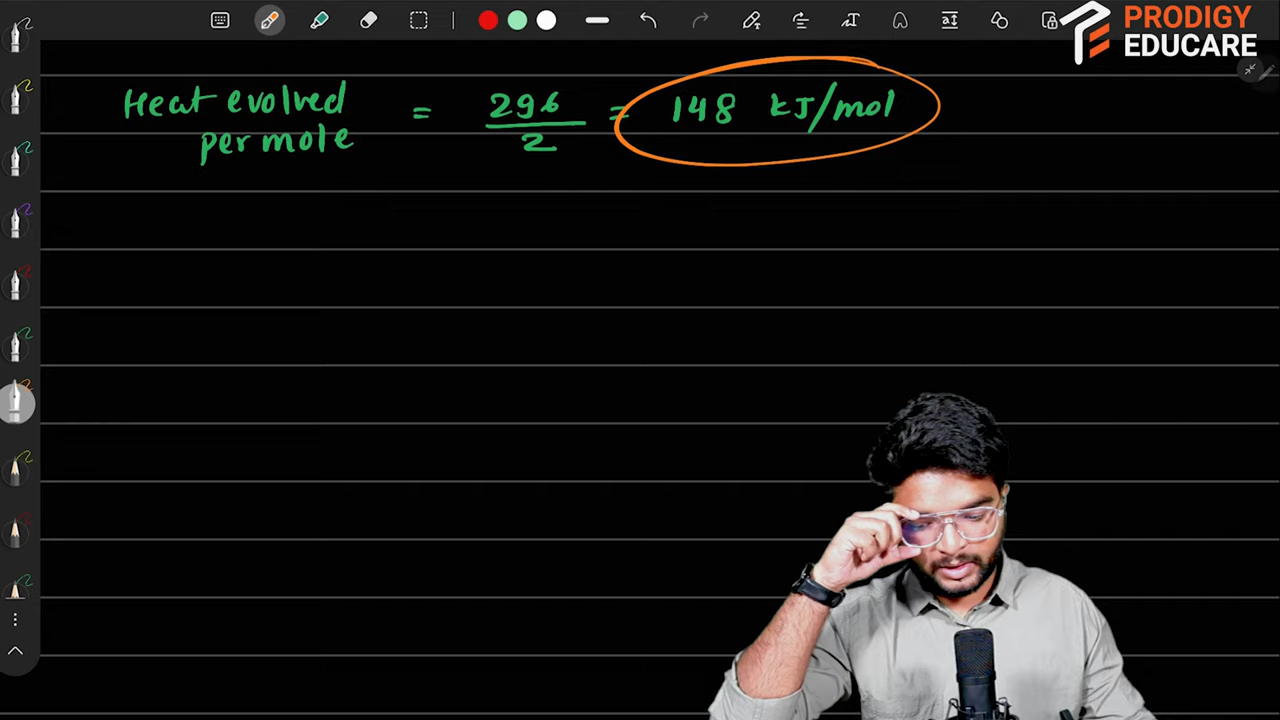 PRODIGY
EDUCARE
Heat evolved per mole = 296/2 = 148 kJ/mol